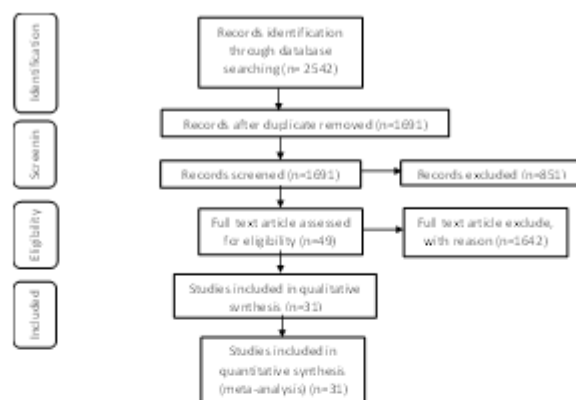 Identification
Records identification
through database
searching (n= 2542)
Records after duplicate removed (n=1691)
Screenin
Records screened (n=1691)
Records excluded (n=851)
Eligibility
Full text article assessed
for eligibility (n=49)
Full text article exclude,
with reason (n=1642)
Included
Studies included in qualitative
synthesis (n=31)
Studies included in
quantitative synthesis
(meta-analysis) (n=31)